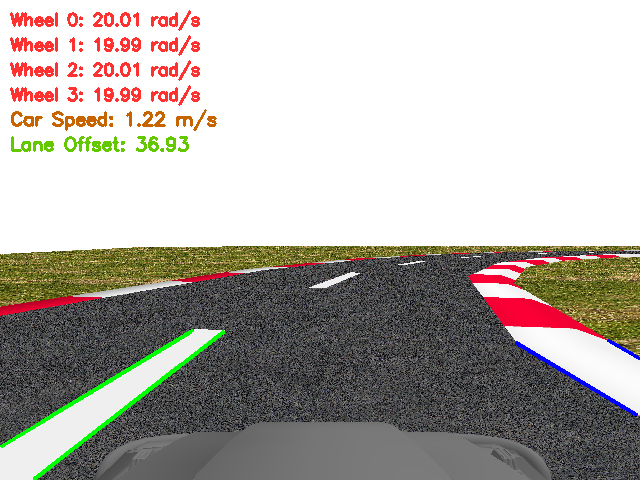 Wheel 0: 20.01 rad/s
Wheel 1: 19.99 rad/s
Wheel 2: 20.01 rad/s
Wheel 3: 19.99 rad/s
Car Speed: 1.22 m/s
Lane Offset: 36.93